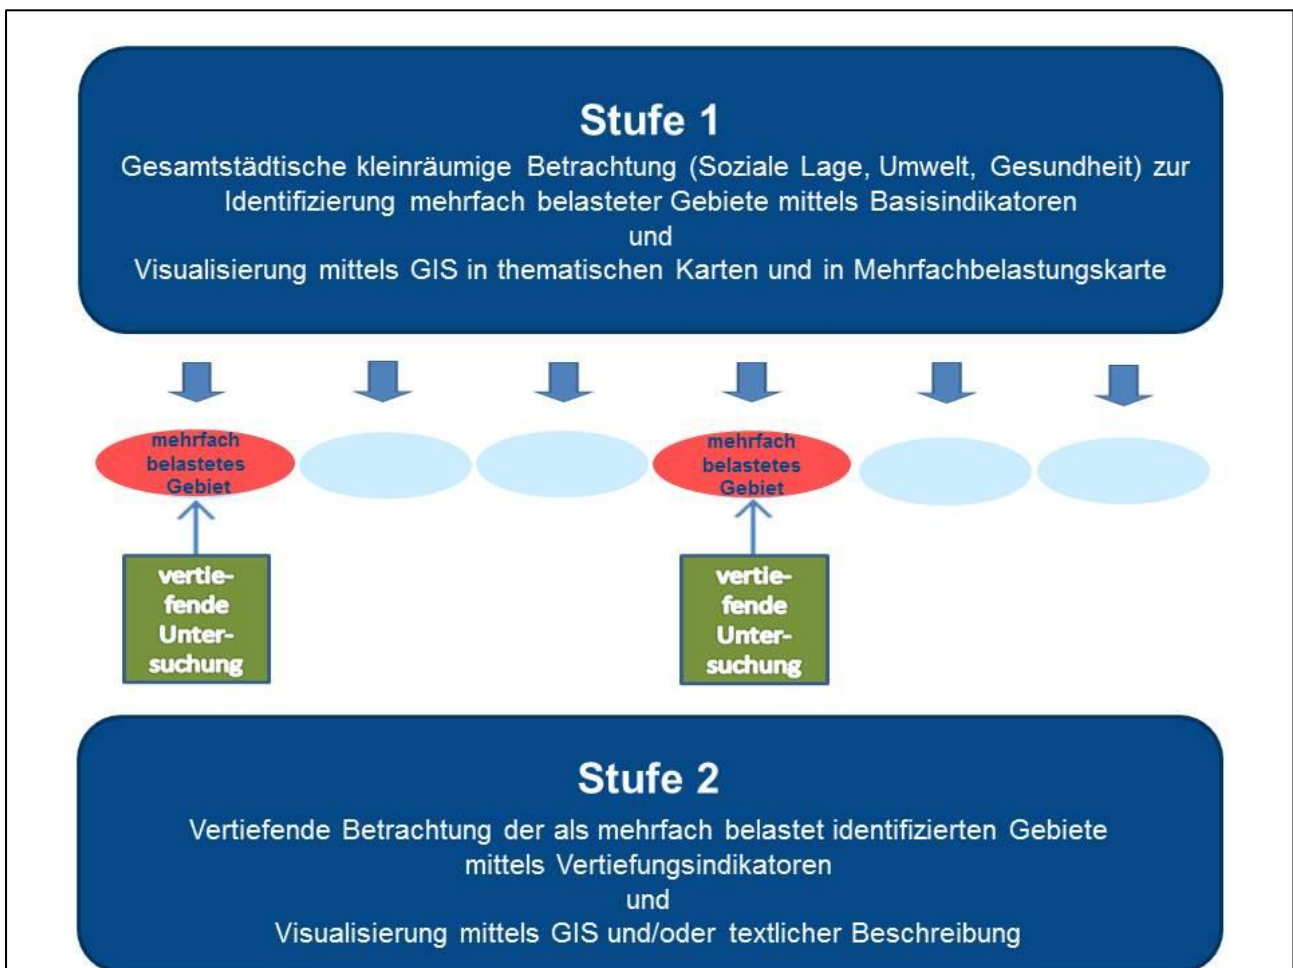 Stufe 1
Gesamtstädtische kleinräumige Betrachtung (Soziale Lage, Umwelt, Gesundheit) zur
Identifizierung mehrfach belasteter Gebiete mittels Basisindikatoren
und
Visualisierung mittels GIS in thematischen Karten und in Mehrfachbelastungskarte
mehrfach
belastetes
Gebiet
mehrfach
belastetes
Gebiet
vertie-
fende
Unter-
suchung
vertie-
fende
Unter-
suchung
Stufe 2
Vertiefende Betrachtung der als mehrfach belastet identifizierten Gebiete
mittels Vertiefungsindikatoren
und
Visualisierung mittels GIS und/oder textlicher Beschreibung